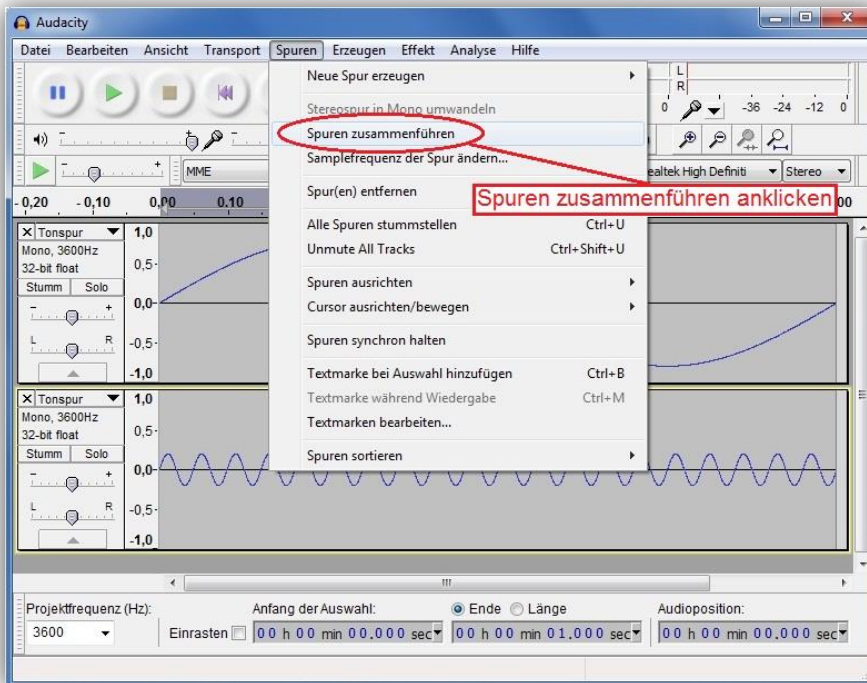 Audacity
Datei Bearbeiten Ansicht Transport Spuren Erzeugen Effekt Analyse Hilfe
Neue Spur erzeugen
Stereospur in Mono umwandeln
Spuren zusammenführen
Samplefrequenz der Spur ändern...
Spur(en) entfernen
Alle Spuren stummstellen Ctrl+U
Unmute All Tracks Ctrl+Shift+U
Spuren ausrichten
Cursor ausrichten/bewegen
Spuren synchron halten
Textmarke bei Auswahl hinzufügen Ctrl+B
Textmarke während Wiedergabe Ctrl+M
Textmarken bearbeiten...
Spuren sortieren
Spuren zusammenführen anklicken
L
R
0 -36 -24 -12 0
- +
MME
ealtek High Definiti Stereo
- 0,20 - 0,10 0,00 0,10
00
X Tonspur
Mono, 3600Hz
32-bit float
Stumm Solo
- +
L R
1,0
0,5
0,0
-0,5
-1,0
X Tonspur
Mono, 3600Hz
32-bit float
Stumm Solo
- +
L R
1,0
0,5
0,0
-0,5
-1,0
Projektfrequenz (Hz): Anfang der Auswahl: Ende Länge Audioposition:
3600 Einrasten 00 h 00 min 00.000 sec 00 h 00 min 01.000 sec 00 h 00 min 00.000 sec